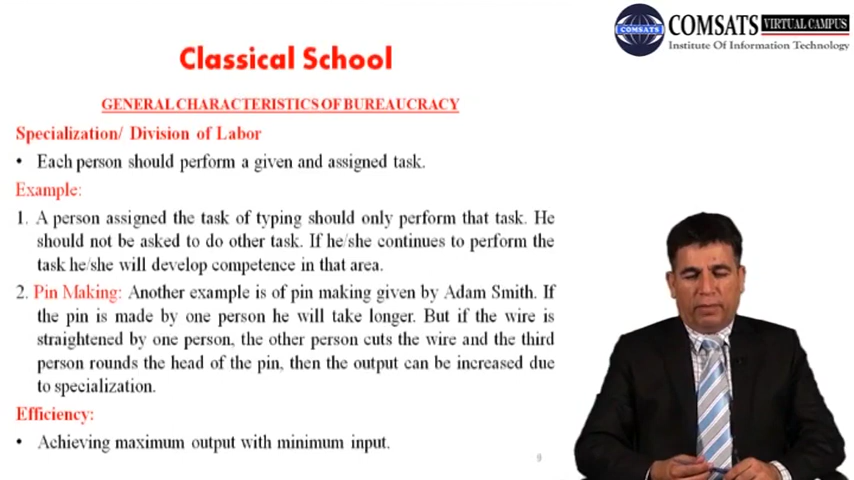 COMSATS VIRTUAL CAMPUS
COMSATS
Institute Of Information Technology
Classical School
GENERAL CHARACTERISTICS OF BUREAUCRACY
Specialization/ Division of Labor
• Each person should perform a given and assigned task.
Example:
1. A person assigned the task of typing should only perform that task. He
should not be asked to do other task. If he/she continues to perform the
task he/she will develop competence in that area.
2. Pin Making: Another example is of pin making given by Adam Smith. If
the pin is made by one person he will take longer. But if the wire is
straightened by one person, the other person cuts the wire and the third
person rounds the head of the pin, then the output can be increased due
to specialization.
Efficiency:
• Achieving maximum output with minimum input.
9